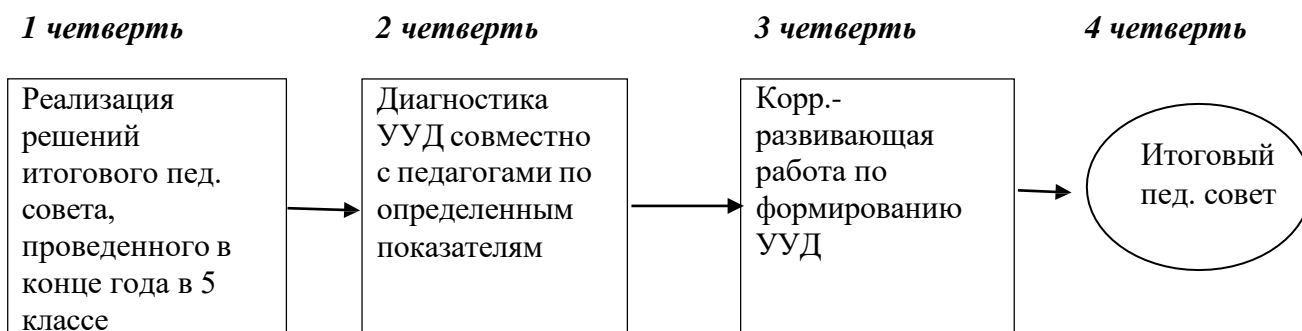 1 четверть
2 четверть
3 четверть
4 четверть
Реализация
решений
итогового пед.
совета,
проведенного в
конце года в 5
классе
Диагностика
УУД совместно
с педагогами по
определенным
показателям
Корр.-
развивающая
работа по
формированию
УУД
Итоговый
пед. совет